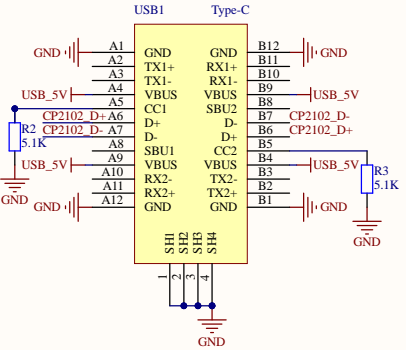 USB1 Type-C
GND A1 GND GND B12 GND
A2 TX1+ RX1+ B11
A3 TX1- RX1- B10
USB_5V A4 VBUS VBUS B9 USB_5V
A5 CC1 SBU2 B8
CP2102_D+ A6 D+ D- B7 CP2102_D-
R2 CP2102_D- A7 D- D+ B6 CP2102_D+
5.1K A8 SBU1 CC2 B5
USB_5V A9 VBUS VBUS B4 USB_5V
A10 RX2- TX2- B3 R3
GND A11 RX2+ TX2+ B2 5.1K
GND A12 GND GND B1 GND
GND
SH1 SH2 SH3 SH4
1 2 3 4
GND